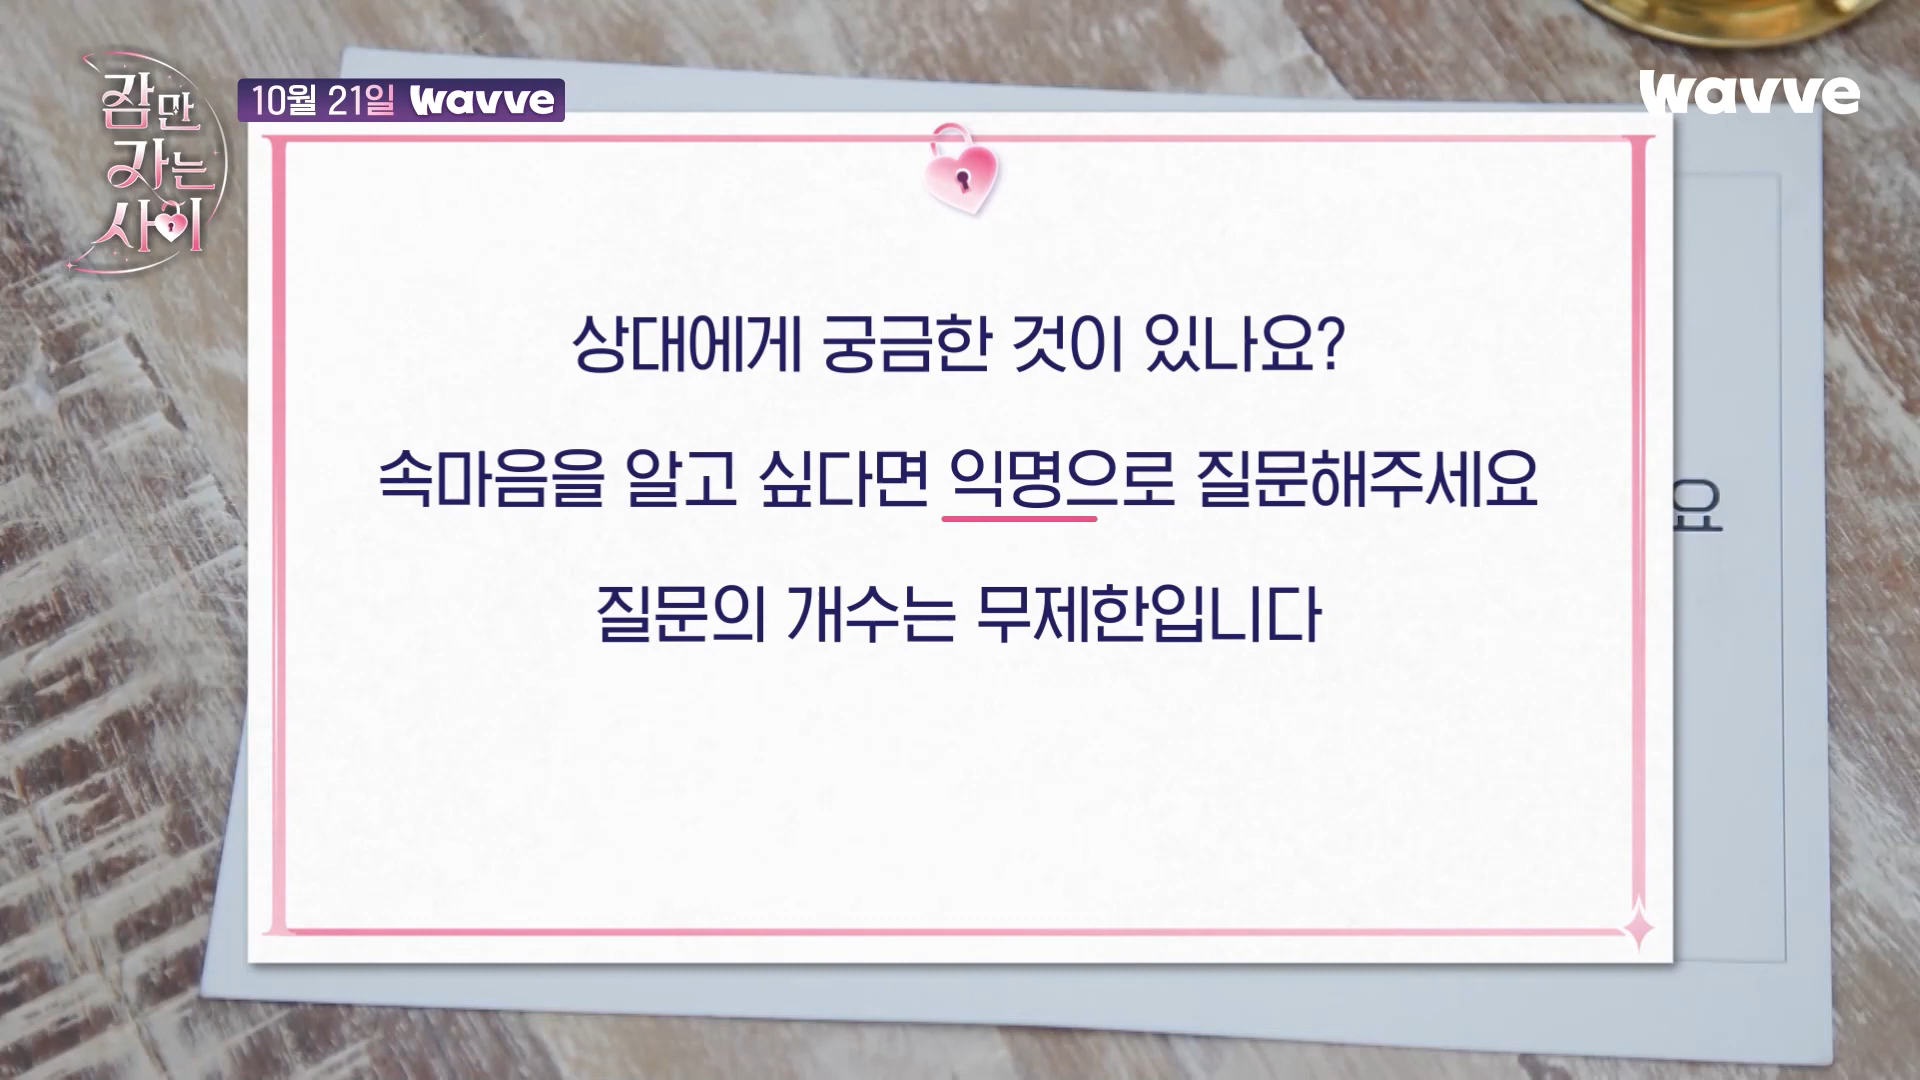 잠만
자는
사이
10월 21일 wavve
wavve
상대에게 궁금한 것이 있나요?
속마음을 알고 싶다면 익명으로 질문해주세요
질문의 개수는 무제한입니다
요